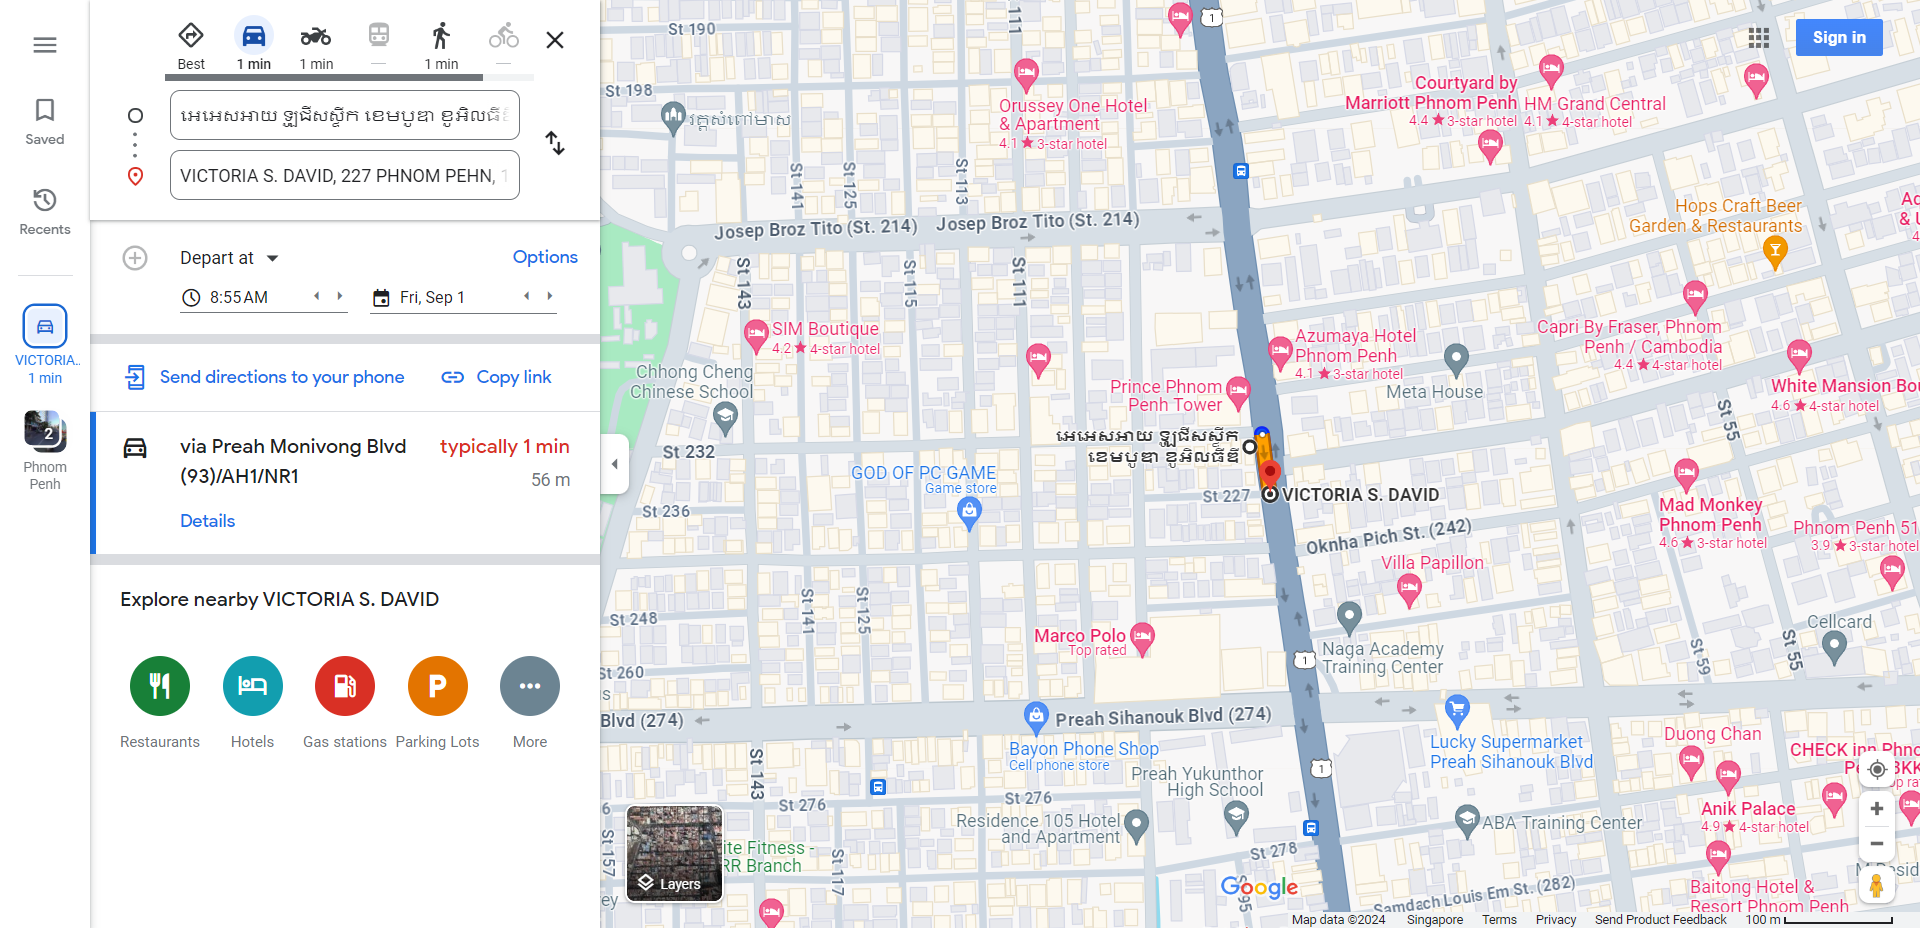 Best
1 min
1 min
—
1 min
—
អេអេសអាយ ឡូជីសស្ទីក ខេមបូឌា ខូអិលធីឌី
VICTORIA S. DAVID, 227 PHNOM PEHN, 1
Saved
Recents
VICTORIA..
1 min
2
Phnom
Penh
Depart at
Options
8:55 AM
Fri, Sep 1
Send directions to your phone
Copy link
via Preah Monivong Blvd
(93)/AH1/NR1
typically 1 min
56 m
Details
Explore nearby VICTORIA S. DAVID
Restaurants
Hotels
Gas stations
P
Parking Lots
More
Sign in
St 190
111
1
St 198
វត្តសំពៅមាស
Orussey One Hotel
& Apartment
4.1 ★ 3-star hotel
Courtyard by
Marriott Phnom Penh
4.4 ★ 3-star hotel
HM Grand Central
4.1 ★ 4-star hotel
St 141
St 125
St 113
Hops Craft Beer
Garden & Restaurants
Josep Broz Tito (St. 214)
Josep Broz Tito (St. 214)
St 143
St 115
St 111
SIM Boutique
4.2 ★ 4-star hotel
Chhong Cheng
Chinese School
Azumaya Hotel
Phnom Penh
4.1 ★ 3-star hotel
Prince Phnom
Penh Tower
Meta House
Capri By Fraser, Phnom
Penh / Cambodia
4.4 ★ 4-star hotel
White Mansion Bou
4.6 ★ 4-star hotel
St 55
អេអេសអាយ ឡូជីសស្ទីក
ខេមបូឌា ខូអិលធីឌី
St 232
GOD OF PC GAME
Game store
St 227
VICTORIA S. DAVID
St 236
Oknha Pich St. (242)
Mad Monkey
Phnom Penh
4.6 ★ 3-star hotel
Phnom Penh 51
3.9 ★ 3-star hotel
Villa Papillon
St 248
St 141
St 125
Marco Polo
Top rated
Naga Academy
Training Center
1
St 59
St 55
Cellcard
St 260
s
Blvd (274)
Preah Sihanouk Blvd (274)
Bayon Phone Shop
Cell phone store
Lucky Supermarket
Preah Sihanouk Blvd
Duong Chan
1
St 143
Preah Yukunthor
High School
St 276
St 276
6
Residence 105 Hotel
and Apartment
ABA Training Center
Anik Palace
4.9 ★ 4-star hotel
St 157
ite Fitness -
RR Branch
St 117
St 278
Layers
ey
St 95
Samdach Louis Em St. (282)
Baitong Hotel &
Resort Phnom Penh
Google
Map data ©2024
Singapore
Terms
Privacy
Send Product Feedback
100 m